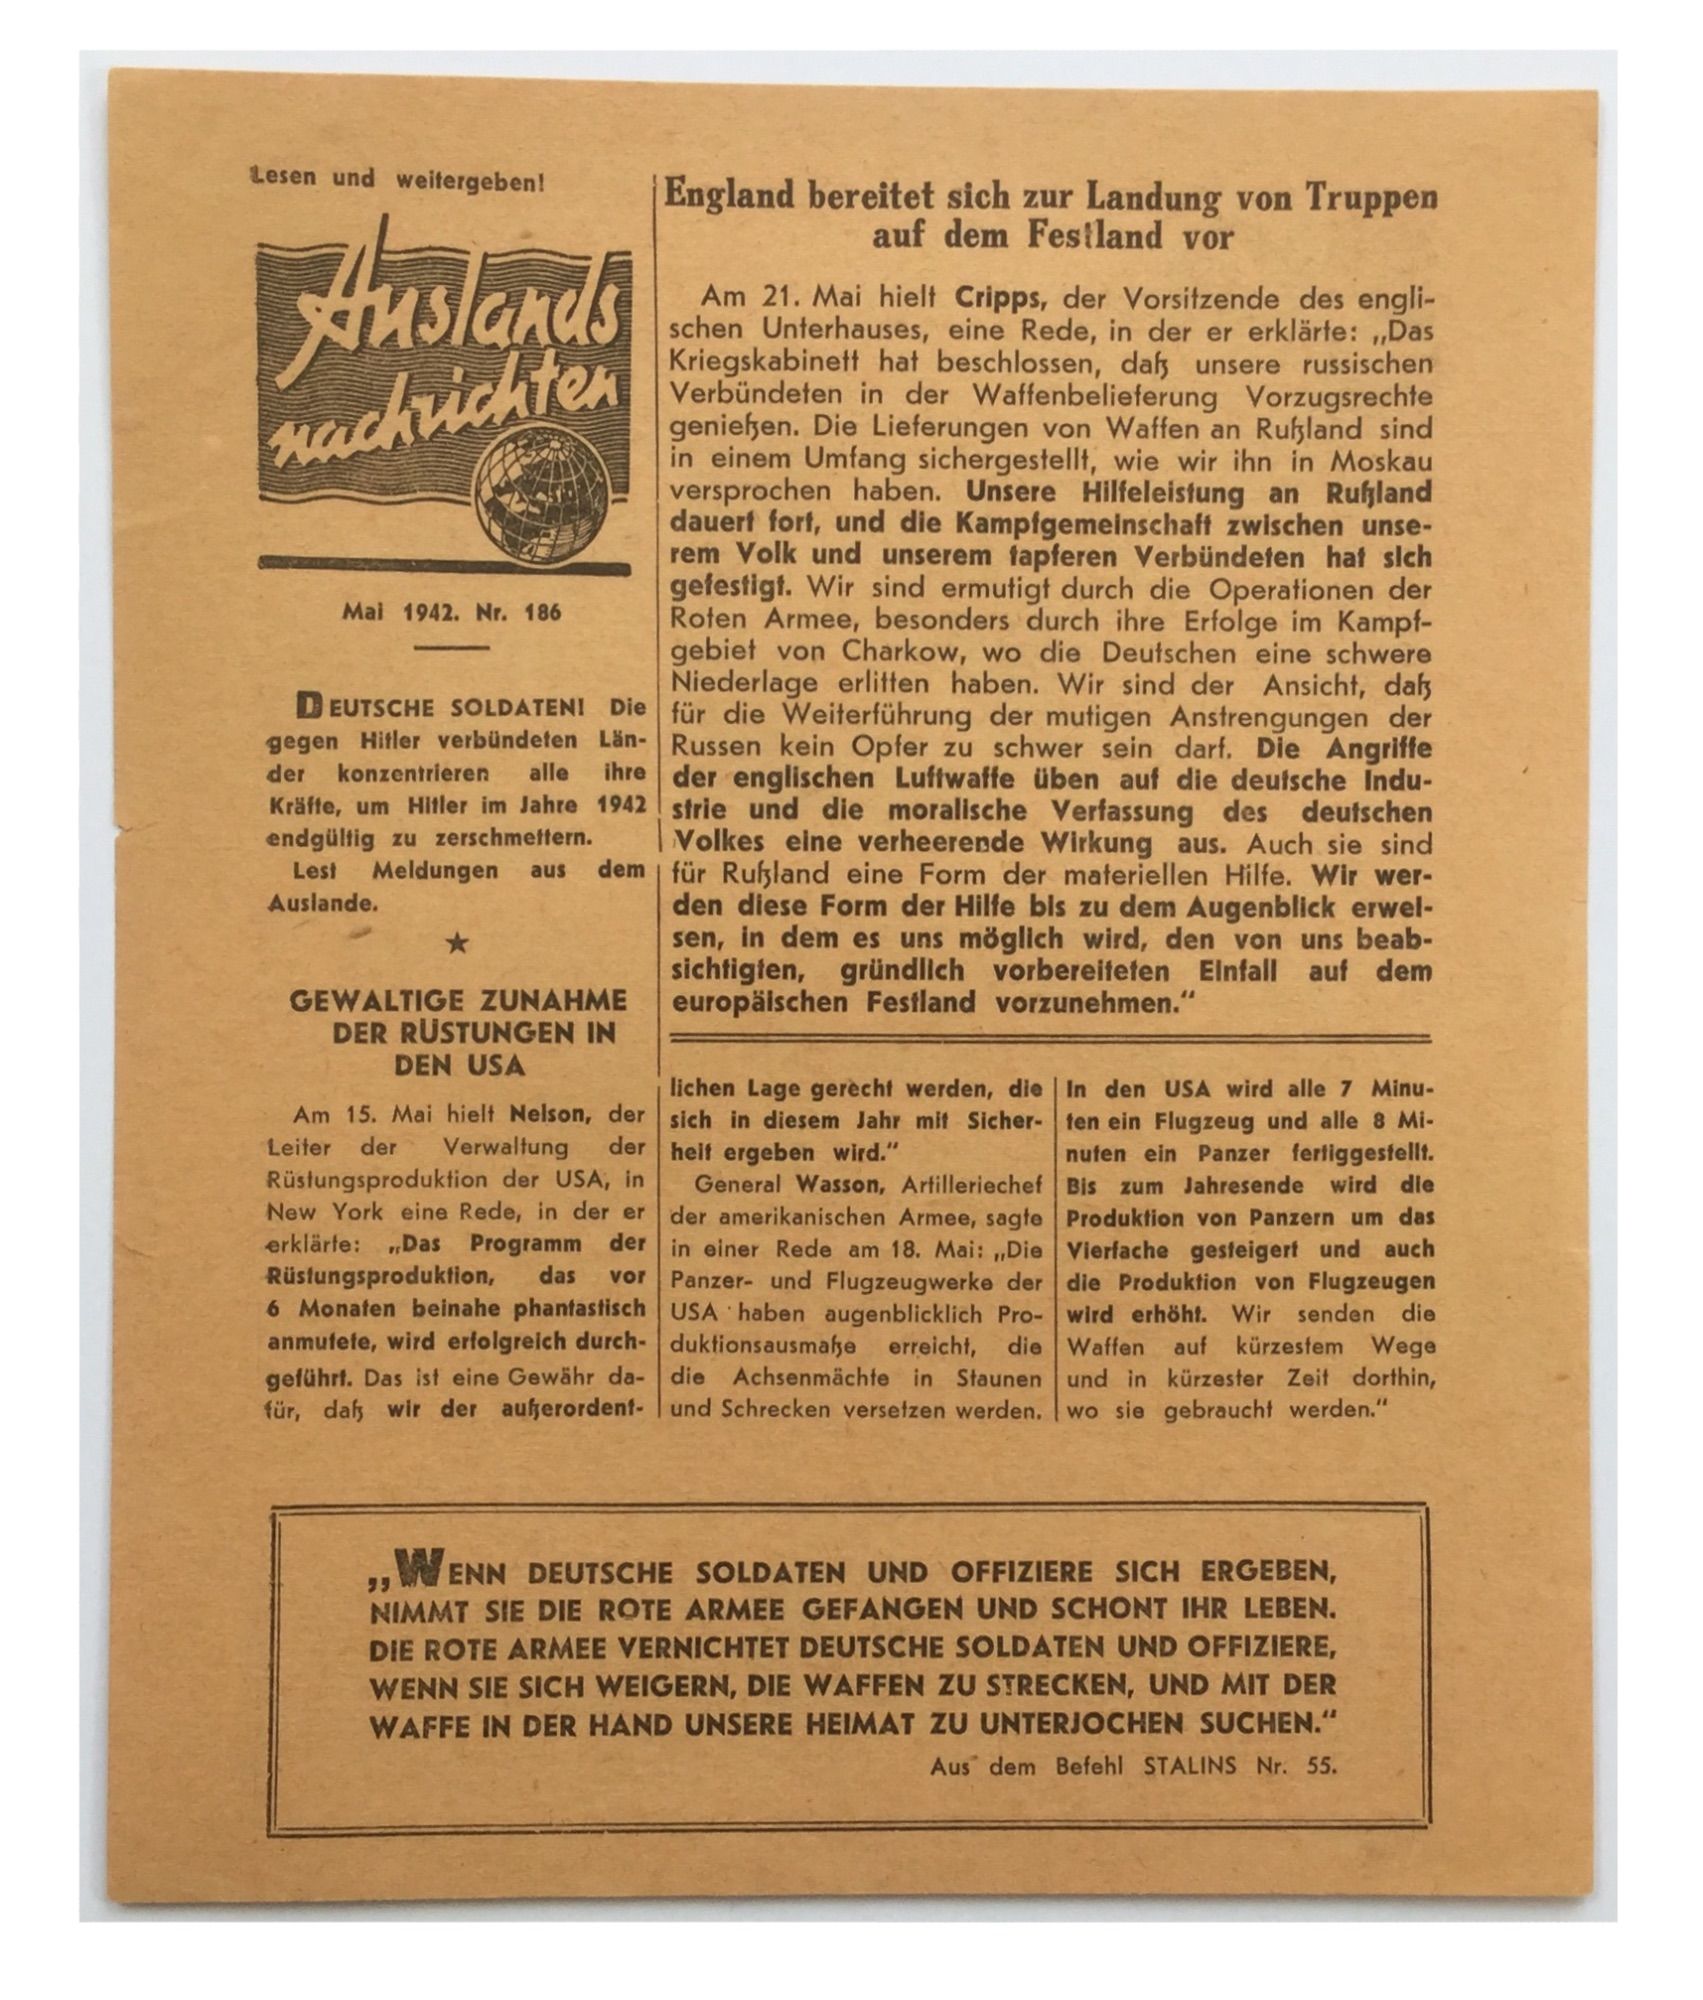 Lesen und weitergeben!
Auslands
nachrichten
Mai 1942. Nr. 186
DEUTSCHE SOLDATEN! Die
gegen Hitler verbündeten Län-
der konzentrieren alle ihre
Kräfte, um Hitler im Jahre 1942
endgültig zu zerschmettern.
Lest Meldungen aus dem
Auslande.
★
GEWALTIGE ZUNAHME
DER RÜSTUNGEN IN
DEN USA
Am 15. Mai hielt Nelson, der
Leiter der Verwaltung der
Rüstungsproduktion der USA, in
New York eine Rede, in der er
erklärte: „Das Programm der
Rüstungsproduktion, das vor
6 Monaten beinahe phantastisch
anmutete, wird erfolgreich durch-
geführt. Das ist eine Gewähr da-
für, daß wir der außerordent-
lichen Lage gerecht werden, die
sich in diesem Jahr mit Sicher-
heit ergeben wird.“
General Wasson, Artilleriechef
der amerikanischen Armee, sagte
in einer Rede am 18. Mai: „Die
Panzer- und Flugzeugwerke der
USA haben augenblicklich Pro-
duktionsausmaße erreicht, die
die Achsenmächte in Staunen
und Schrecken versetzen werden.
In den USA wird alle 7 Minu-
ten ein Flugzeug und alle 8 Mi-
nuten ein Panzer fertiggestellt.
Bis zum Jahresende wird die
Produktion von Panzern um das
Vierfache gesteigert und auch
die Produktion von Flugzeugen
wird erhöht. Wir senden die
Waffen auf kürzestem Wege
und in kürzester Zeit dorthin,
wo sie gebraucht werden.“
England bereitet sich zur Landung von Truppen
auf dem Festland vor
Am 21. Mai hielt Cripps, der Vorsitzende des engli-
schen Unterhauses, eine Rede, in der er erklärte: „Das
Kriegskabinett hat beschlossen, daß unsere russischen
Verbündeten in der Waffenbelieferung Vorzugsrechte
genießen. Die Lieferungen von Waffen an Rußland sind
in einem Umfang sichergestellt, wie wir ihn in Moskau
versprochen haben. Unsere Hilfeleistung an Rußland
dauert fort, und die Kampfgemeinschaft zwischen unse-
rem Volk und unserem tapferen Verbündeten hat sich
gefestigt. Wir sind ermutigt durch die Operationen der
Roten Armee, besonders durch ihre Erfolge im Kampf-
gebiet von Charkow, wo die Deutschen eine schwere
Niederlage erlitten haben. Wir sind der Ansicht, daß
für die Weiterführung der mutigen Anstrengungen der
Russen kein Opfer zu schwer sein darf. Die Angriffe
der englischen Luftwaffe üben auf die deutsche Indu-
strie und die moralische Verfassung des deutschen
Volkes eine verheerende Wirkung aus. Auch sie sind
für Rußland eine Form der materiellen Hilfe. Wir wer-
den diese Form der Hilfe bis zu dem Augenblick erwei-
sen, in dem es uns möglich wird, den von uns beab-
sichtigten, gründlich vorbereiteten Einfall auf dem
europäischen Festland vorzunehmen.“
„WENN DEUTSCHE SOLDATEN UND OFFIZIERE SICH ERGEBEN,
NIMMT SIE DIE ROTE ARMEE GEFANGEN UND SCHONT IHR LEBEN.
DIE ROTE ARMEE VERNICHTET DEUTSCHE SOLDATEN UND OFFIZIERE,
WENN SIE SICH WEIGERN, DIE WAFFEN ZU STRECKEN, UND MIT DER
WAFFE IN DER HAND UNSERE HEIMAT ZU UNTERJOCHEN SUCHEN.“
Aus dem Befehl STALINS Nr. 55.